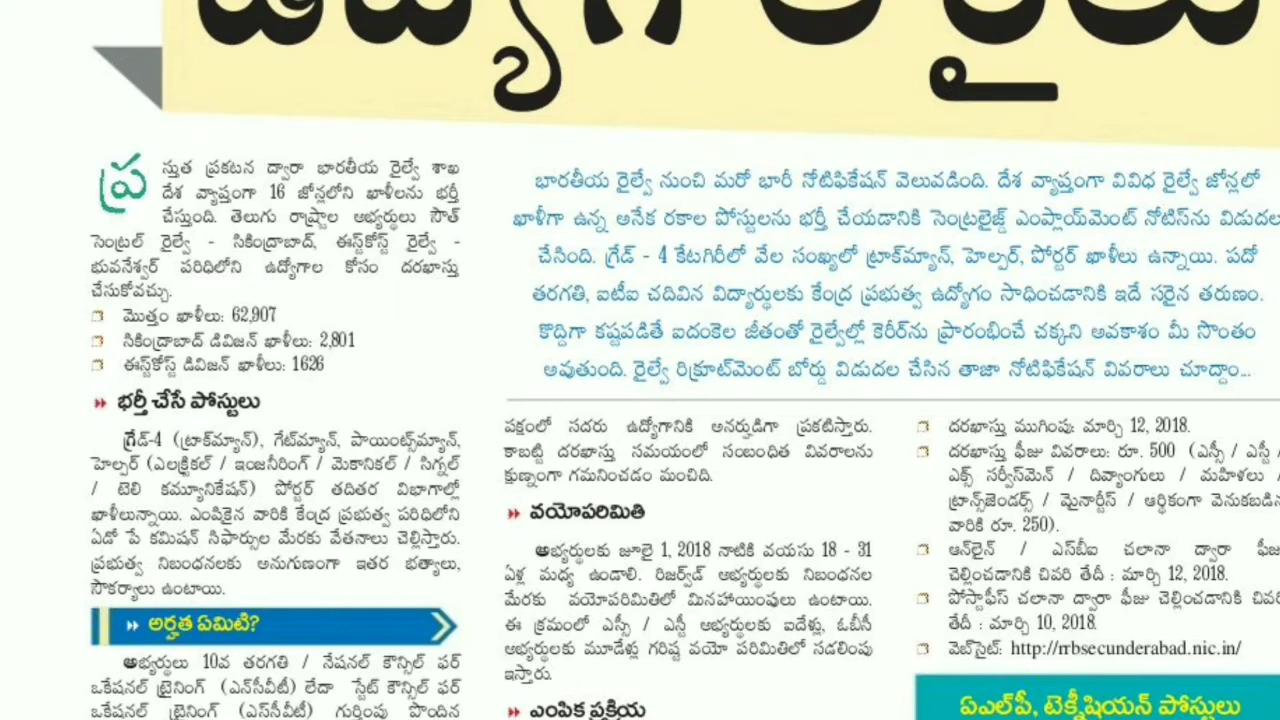 ఉద్యోగాల రైలు
ప్రస్తుత ప్రకటన ద్వారా భారతీయ రైల్వే శాఖ
దేశ వ్యాప్తంగా 16 జోన్లలోని ఖాళీలను భర్తీ
చేస్తుంది. తెలుగు రాష్ట్రాల అభ్యర్థులు సౌత్
సెంట్రల్ రైల్వే - సికింద్రాబాద్, ఈస్ట్‌కోస్ట్ రైల్వే -
భువనేశ్వర్ పరిధిలోని ఉద్యోగాల కోసం దరఖాస్తు
చేసుకోవచ్చు.
మొత్తం ఖాళీలు: 62,907
సికింద్రాబాద్ డివిజన్ ఖాళీలు: 2,801
ఈస్ట్‌కోస్ట్ డివిజన్ ఖాళీలు: 1626
భర్తీ చేసే పోస్టులు
గ్రేడ్-4 (ట్రాక్‌మ్యాన్), గేట్‌మ్యాన్, పాయింట్స్‌మ్యాన్,
హెల్పర్ (ఎలక్ట్రికల్ / ఇంజనీరింగ్ / మెకానికల్ / సిగ్నల్
/ టెలి కమ్యూనికేషన్) పోర్టర్ తదితర విభాగాల్లో
ఖాళీలున్నాయి. ఎంపికైన వారికి కేంద్ర ప్రభుత్వ పరిధిలోని
ఏడో పే కమిషన్ సిఫార్సుల మేరకు వేతనాలు చెల్లిస్తారు.
ప్రభుత్వ నిబంధనలకు అనుగుణంగా ఇతర భత్యాలు,
సౌకర్యాలు ఉంటాయి.
అర్హత ఏమిటి?
అభ్యర్థులు 10వ తరగతి / నేషనల్ కౌన్సిల్ ఫర్
ఒకేషనల్ ట్రైనింగ్ (ఎన్‌సీవీటీ) లేదా స్టేట్ కౌన్సిల్ ఫర్
ఒకేషనల్ ట్రైనింగ్ (ఎస్‌సీవీటీ) గుర్తింపు పొందిన
భారతీయ రైల్వే నుంచి మరో భారీ నోటిఫికేషన్ వెలువడింది. దేశ వ్యాప్తంగా వివిధ రైల్వే జోన్లలో
ఖాళీగా ఉన్న అనేక రకాల పోస్టులను భర్తీ చేయడానికి సెంట్రలైజ్డ్ ఎంప్లాయ్‌మెంట్ నోటీస్‌ను విడుదల
చేసింది. గ్రేడ్ - 4 కేటగిరీలో వేల సంఖ్యలో ట్రాక్‌మ్యాన్, హెల్పర్, పోర్టర్ ఖాళీలు ఉన్నాయి. పదో
తరగతి, ఐటీఐ చదివిన విద్యార్థులకు కేంద్ర ప్రభుత్వ ఉద్యోగం సాధించడానికి ఇదే సరైన తరుణం.
కొద్దిగా కష్టపడితే ఐదంకెల జీతంతో రైల్వేల్లో కెరీర్‌ను ప్రారంభించే చక్కని అవకాశం మీ సొంతం
అవుతుంది. రైల్వే రిక్రూట్‌మెంట్ బోర్డు విడుదల చేసిన తాజా నోటిఫికేషన్ వివరాలు చూద్దాం...
పక్షంలో సదరు ఉద్యోగానికి అనర్హుడిగా ప్రకటిస్తారు.
కాబట్టి దరఖాస్తు సమయంలో సంబంధిత వివరాలను
క్షుణ్నంగా గమనించడం మంచిది.
వయోపరిమితి
అభ్యర్థులకు జూలై 1, 2018 నాటికి వయసు 18 - 31
ఏళ్ల మధ్య ఉండాలి. రిజర్వ్‌డ్ అభ్యర్థులకు నిబంధనల
మేరకు వయోపరిమితిలో మినహాయింపులు ఉంటాయి.
ఈ క్రమంలో ఎస్సీ / ఎస్టీ అభ్యర్థులకు ఐదేళ్లు, ఓబీసీ
అభ్యర్థులకు మూడేళ్లు గరిష్ట వయో పరిమితిలో సడలింపు
ఇస్తారు.
ఎంపిక ప్రక్రియ
దరఖాస్తు ముగింపు: మార్చి 12, 2018.
దరఖాస్తు ఫీజు వివరాలు: రూ. 500 (ఎస్సీ / ఎస్టీ /
ఎక్స్ సర్వీస్‌మెన్ / దివ్యాంగులు / మహిళలు /
ట్రాన్స్‌జెండర్స్ / మైనార్టీస్ / ఆర్థికంగా వెనుకబడిన
వారికి రూ. 250).
ఆన్‌లైన్ / ఎస్‌బీఐ చలానా ద్వారా ఫీజు
చెల్లించడానికి చివరి తేదీ : మార్చి 12, 2018.
పోస్టాఫీస్ చలానా ద్వారా ఫీజు చెల్లించడానికి చివరి
తేదీ : మార్చి 10, 2018.
వెబ్‌సైట్: http://rrbsecunderabad.nic.in/
ఏఎల్‌పీ, టెక్నీషియన్ పోస్టులు